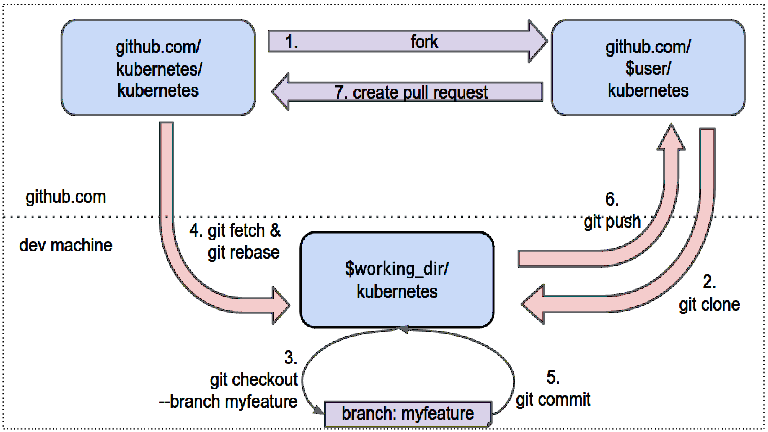 github.com/
kubernetes/
kubernetes
1. fork
github.com/
$user/
kubernetes
7. create pull request
github.com
dev machine
4. git fetch &
git rebase
6.
git push
$working_dir/
kubernetes
2.
git clone
3.
git checkout
--branch myfeature
5.
git commit
branch: myfeature